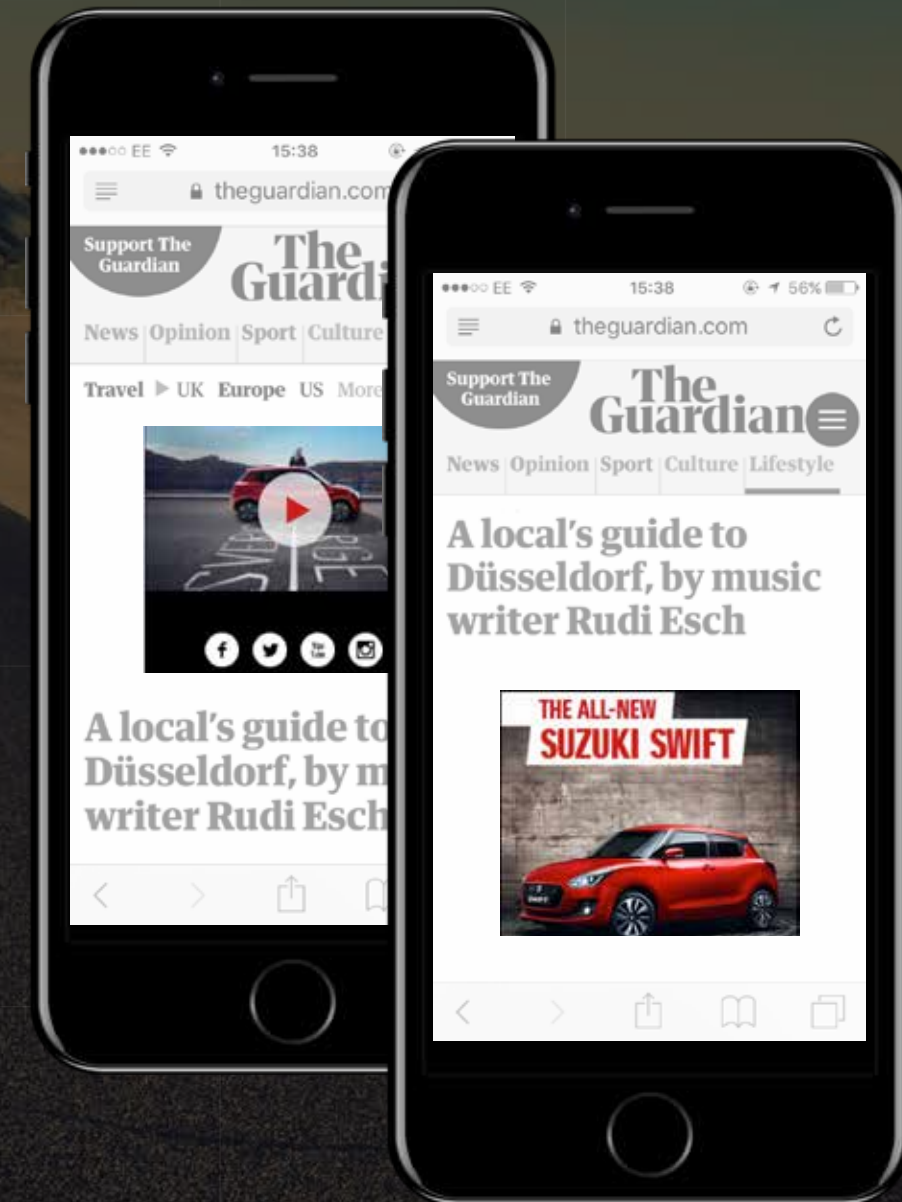 EE 15:38
theguardian.com
Support The
Guardian
The
Guardi
News Opinion Sport Culture
Travel UK Europe US More
You
Tube
A local's guide to
Düsseldorf, by m
writer Rudi Esch
EE 15:38 56%
theguardian.com
Support The
Guardian
The
Guardian
News Opinion Sport Culture Lifestyle
A local's guide to
Düsseldorf, by music
writer Rudi Esch
THE ALL-NEW
SUZUKI SWIFT